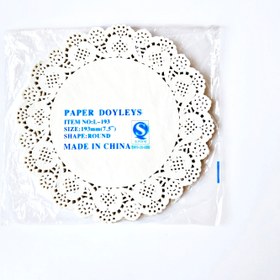 PAPER DOYLEYS
ITEM NO:L-193
SIZE:193mm(7.5")
SHAPE:ROUND
MADE IN CHINA